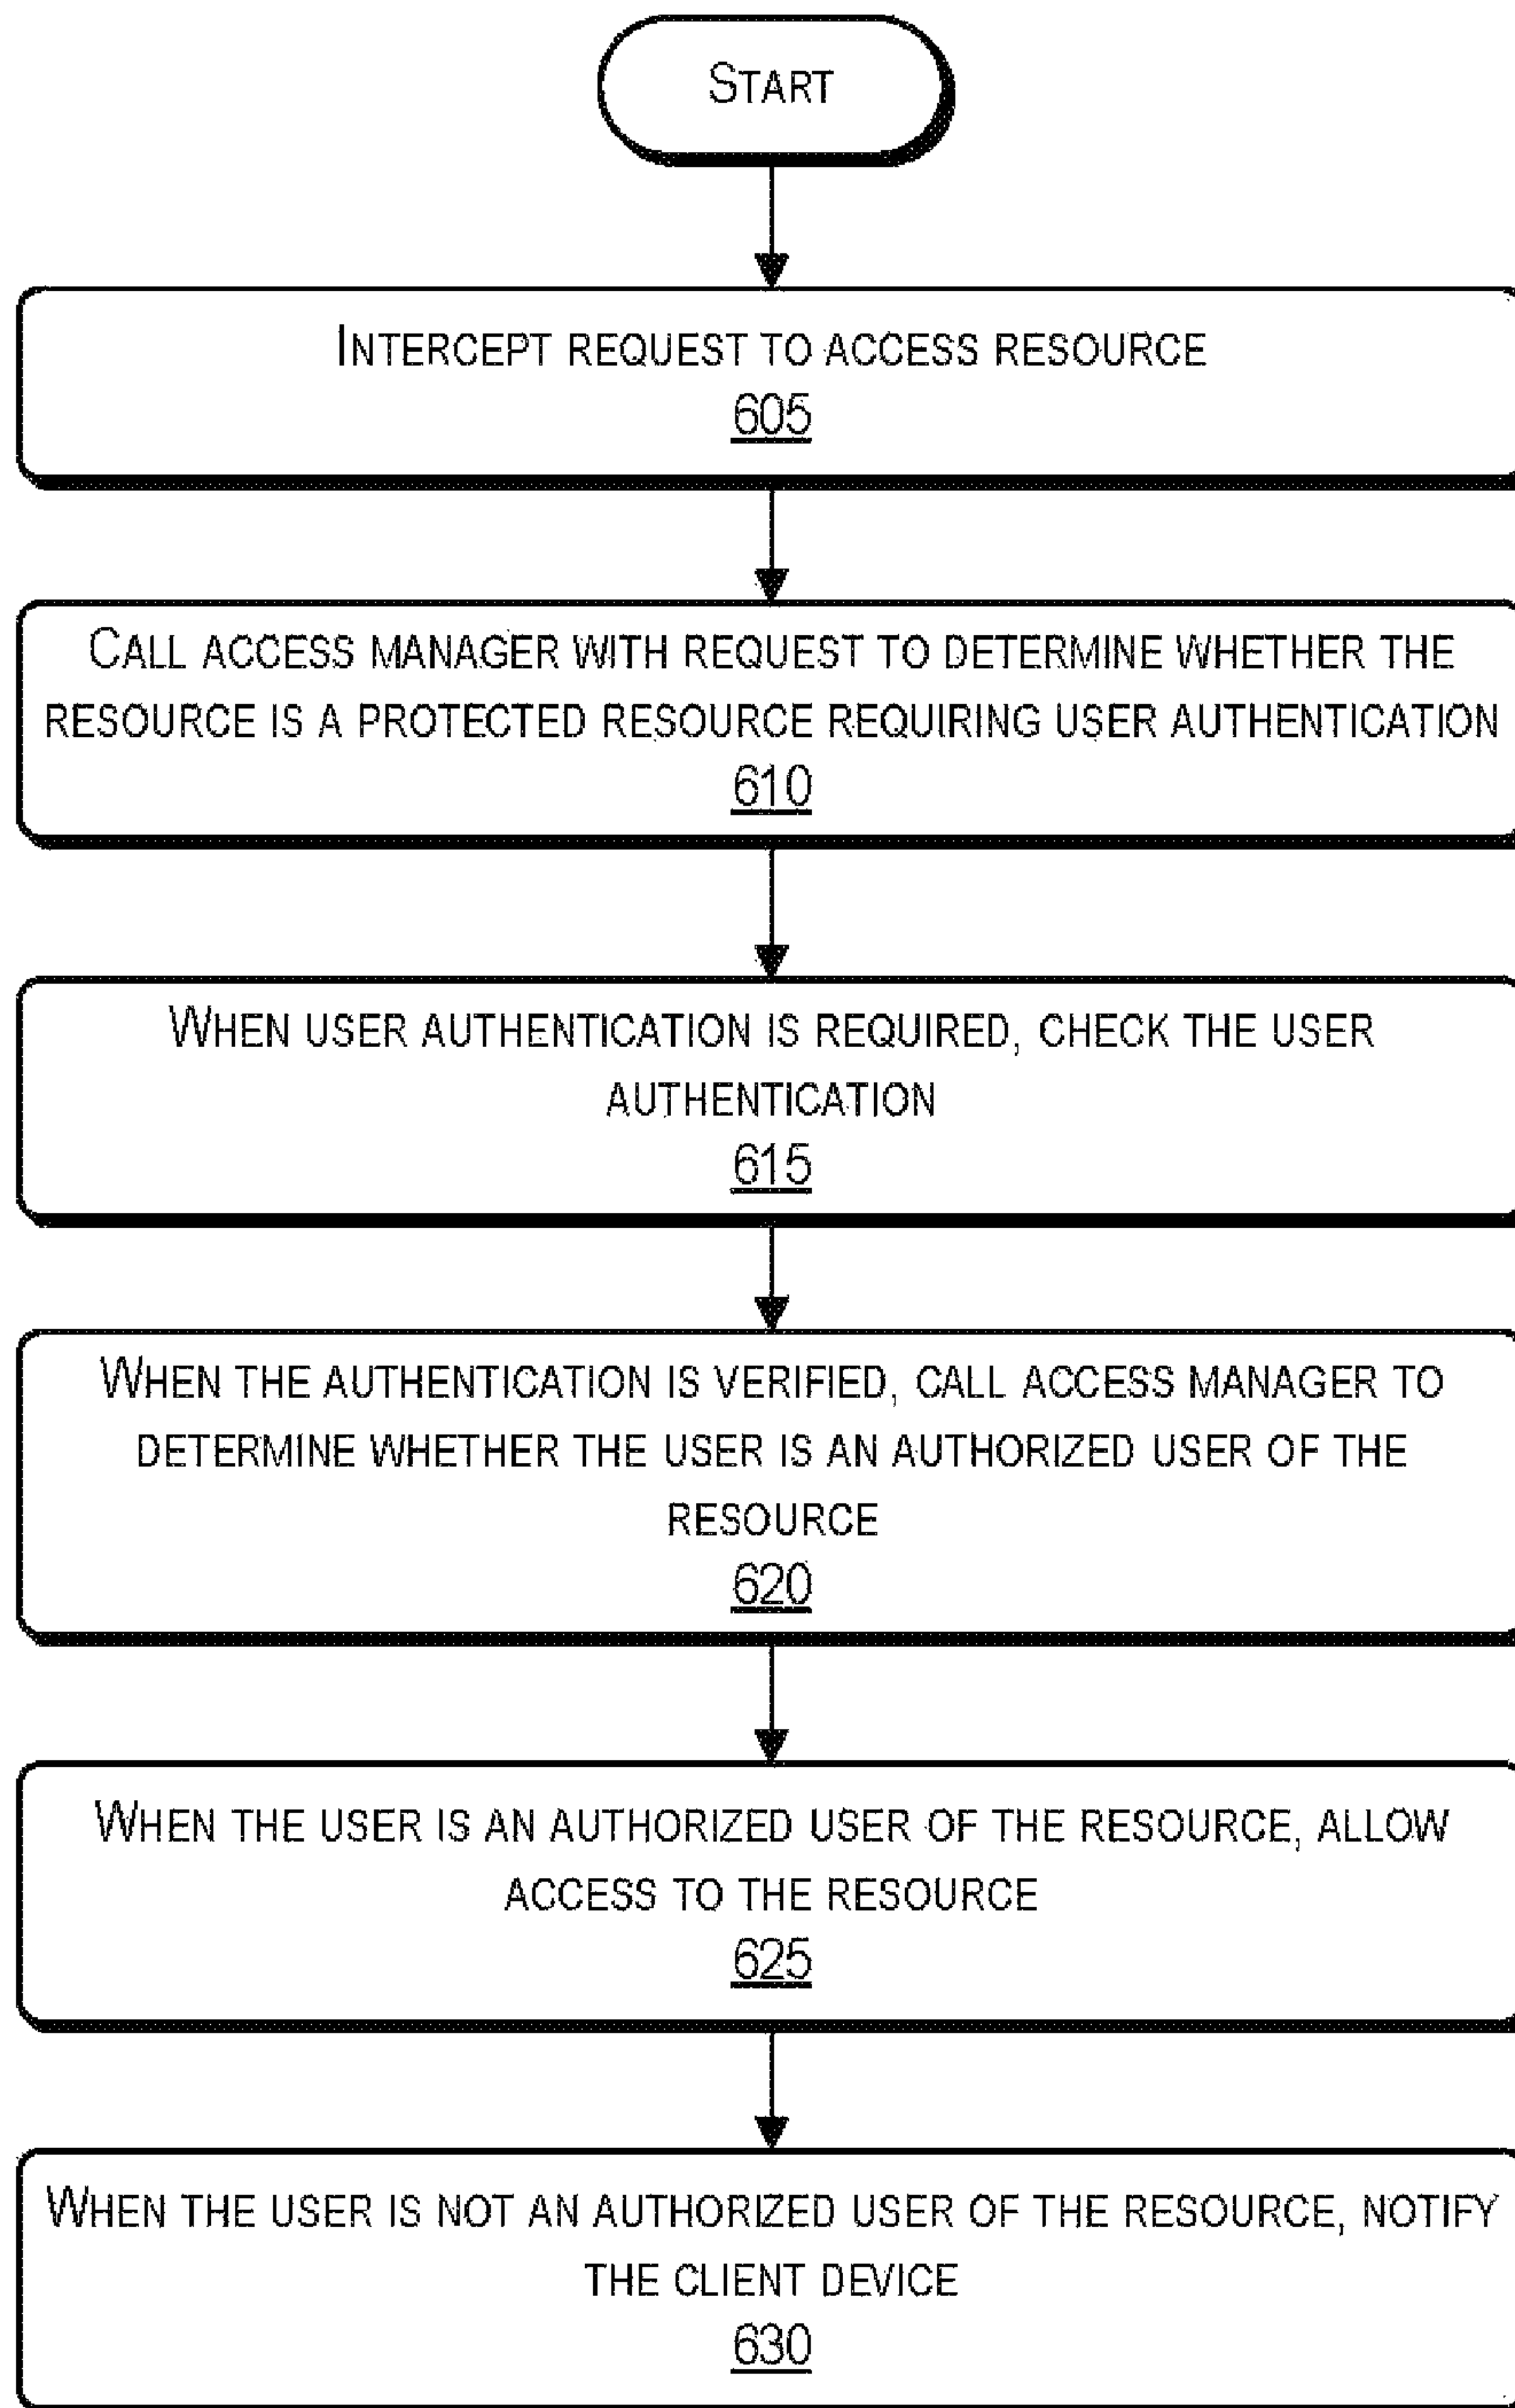 START
INTERCEPT REQUEST TO ACCESS RESOURCE
605
CALL ACCESS MANAGER WITH REQUEST TO DETERMINE WHETHER THE
RESOURCE IS A PROTECTED RESOURCE REQUIRING USER AUTHENTICATION
610
WHEN USER AUTHENTICATION IS REQUIRED, CHECK THE USER
AUTHENTICATION
615
WHEN THE AUTHENTICATION IS VERIFIED, CALL ACCESS MANAGER TO
DETERMINE WHETHER THE USER IS AN AUTHORIZED USER OF THE
RESOURCE
620
WHEN THE USER IS AN AUTHORIZED USER OF THE RESOURCE, ALLOW
ACCESS TO THE RESOURCE
625
WHEN THE USER IS NOT AN AUTHORIZED USER OF THE RESOURCE, NOTIFY
THE CLIENT DEVICE
630